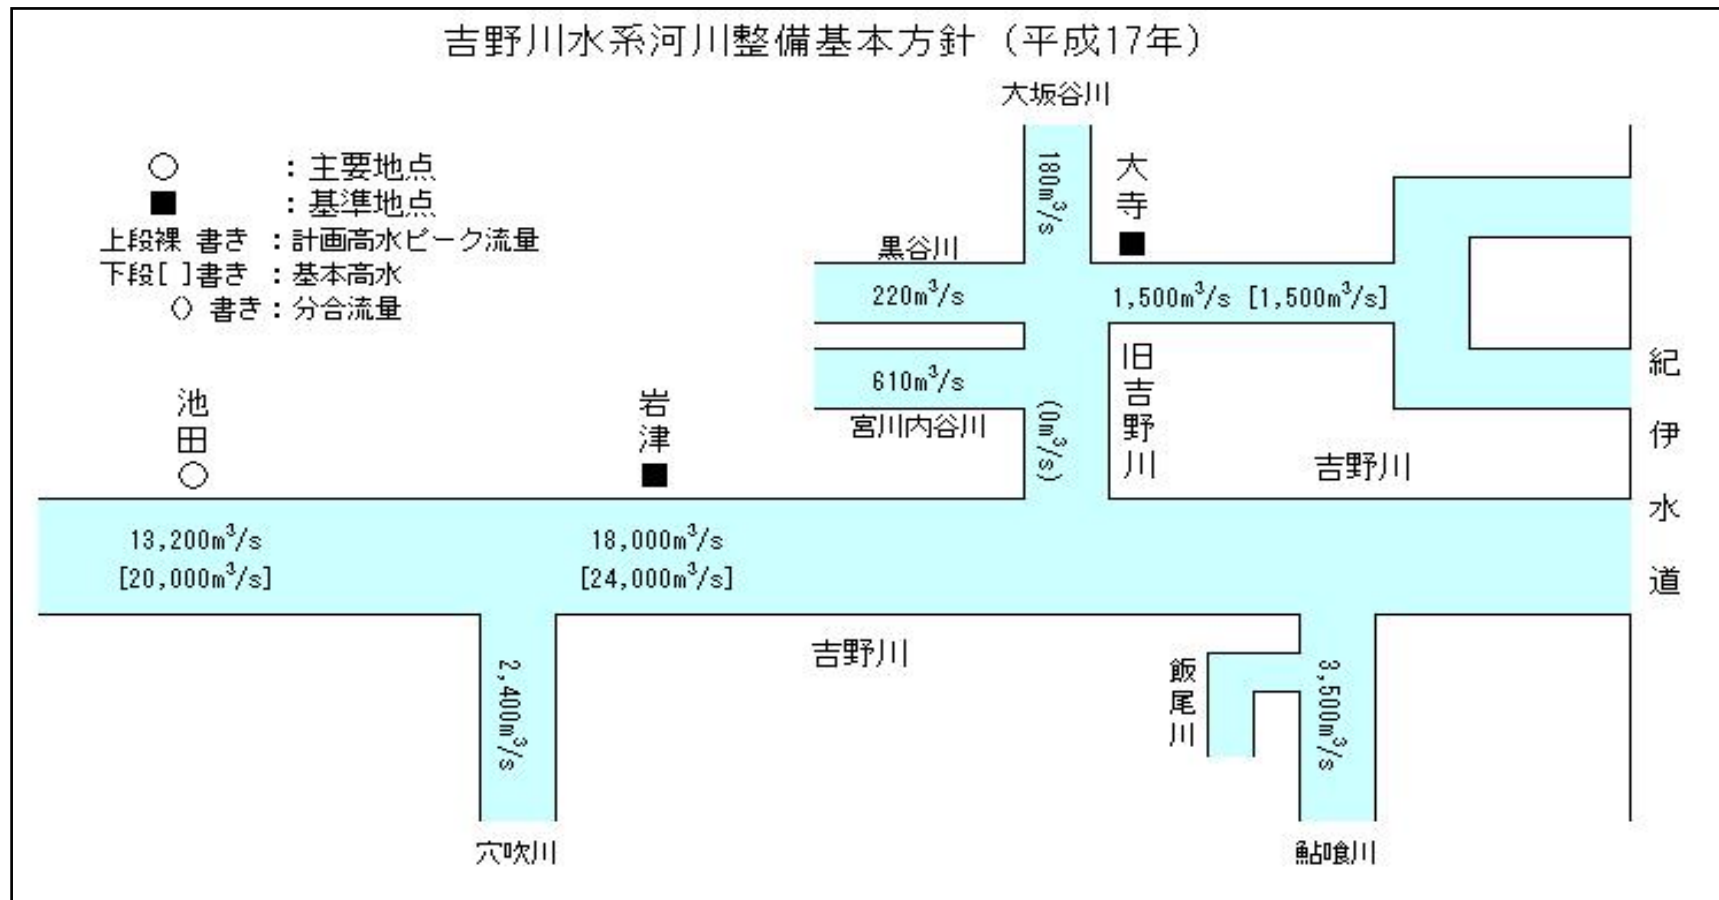 吉野川水系河川整備基本方針（平成17年）
大坂谷川
○ ：主要地点
■ ：基準地点
上段裸 書き ：計画高水ピーク流量
下段[ ]書き ：基本高水
() 書き：分合流量
180m³/s
大寺
黒谷川
220m³/s
1,500m³/s [1,500m³/s]
610m³/s
宮川内谷川
(0m³/s)
旧吉野川
吉野川
紀伊水道
池田
岩津
13,200m³/s
[20,000m³/s]
18,000m³/s
[24,000m³/s]
吉野川
2,400m³/s
飯尾川
3,500m³/s
穴吹川
鮎喰川